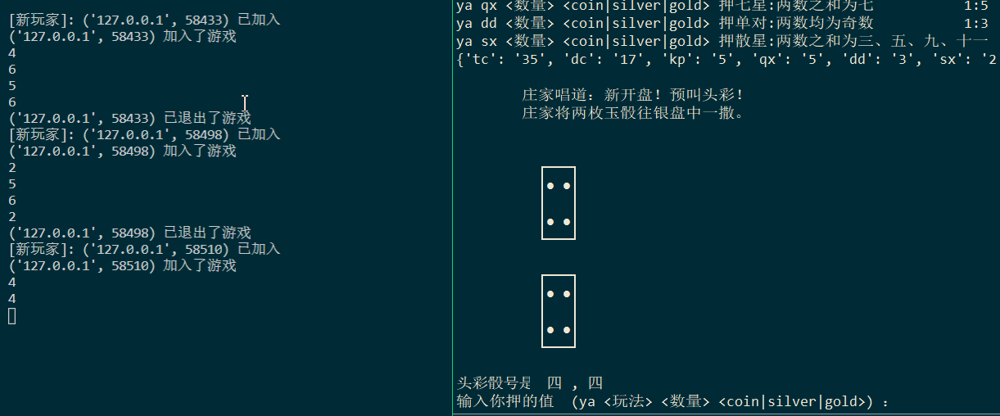 [新玩家]: ('127.0.0.1', 58433) 已加入
('127.0.0.1', 58433) 加入了游戏
4
6
5
6
('127.0.0.1', 58433) 已退出了游戏
[新玩家]: ('127.0.0.1', 58498) 已加入
('127.0.0.1', 58498) 加入了游戏
2
5
6
2
('127.0.0.1', 58498) 已退出了游戏
[新玩家]: ('127.0.0.1', 58510) 已加入
('127.0.0.1', 58510) 加入了游戏
4
4
ya qx <数量> <coin|silver|gold> 押七星:两数之和为七 1:5
ya dd <数量> <coin|silver|gold> 押单对:两数均为奇数 1:3
ya sx <数量> <coin|silver|gold> 押散星:两数之和为三、五、九、十一
{'tc': '35', 'dc': '17', 'kp': '5', 'qx': '5', 'dd': '3', 'sx': '2
庄家唱道：新开盘！预叫头彩！
庄家将两枚玉骰往银盘中一撒。
头彩骰号是 四 , 四
输入你押的值 (ya <玩法> <数量> <coin|silver|gold>) :